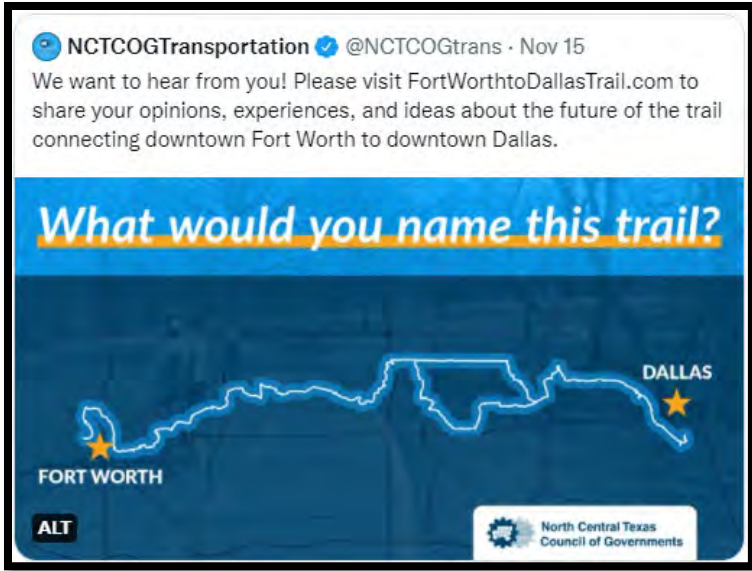 NCTCOGTransportation @NCTCOGtrans · Nov 15
We want to hear from you! Please visit FortWorthtoDallasTrail.com to
share your opinions, experiences, and ideas about the future of the trail
connecting downtown Fort Worth to downtown Dallas.
What would you name this trail?
DALLAS
FORT WORTH
ALT
North Central Texas
Council of Governments